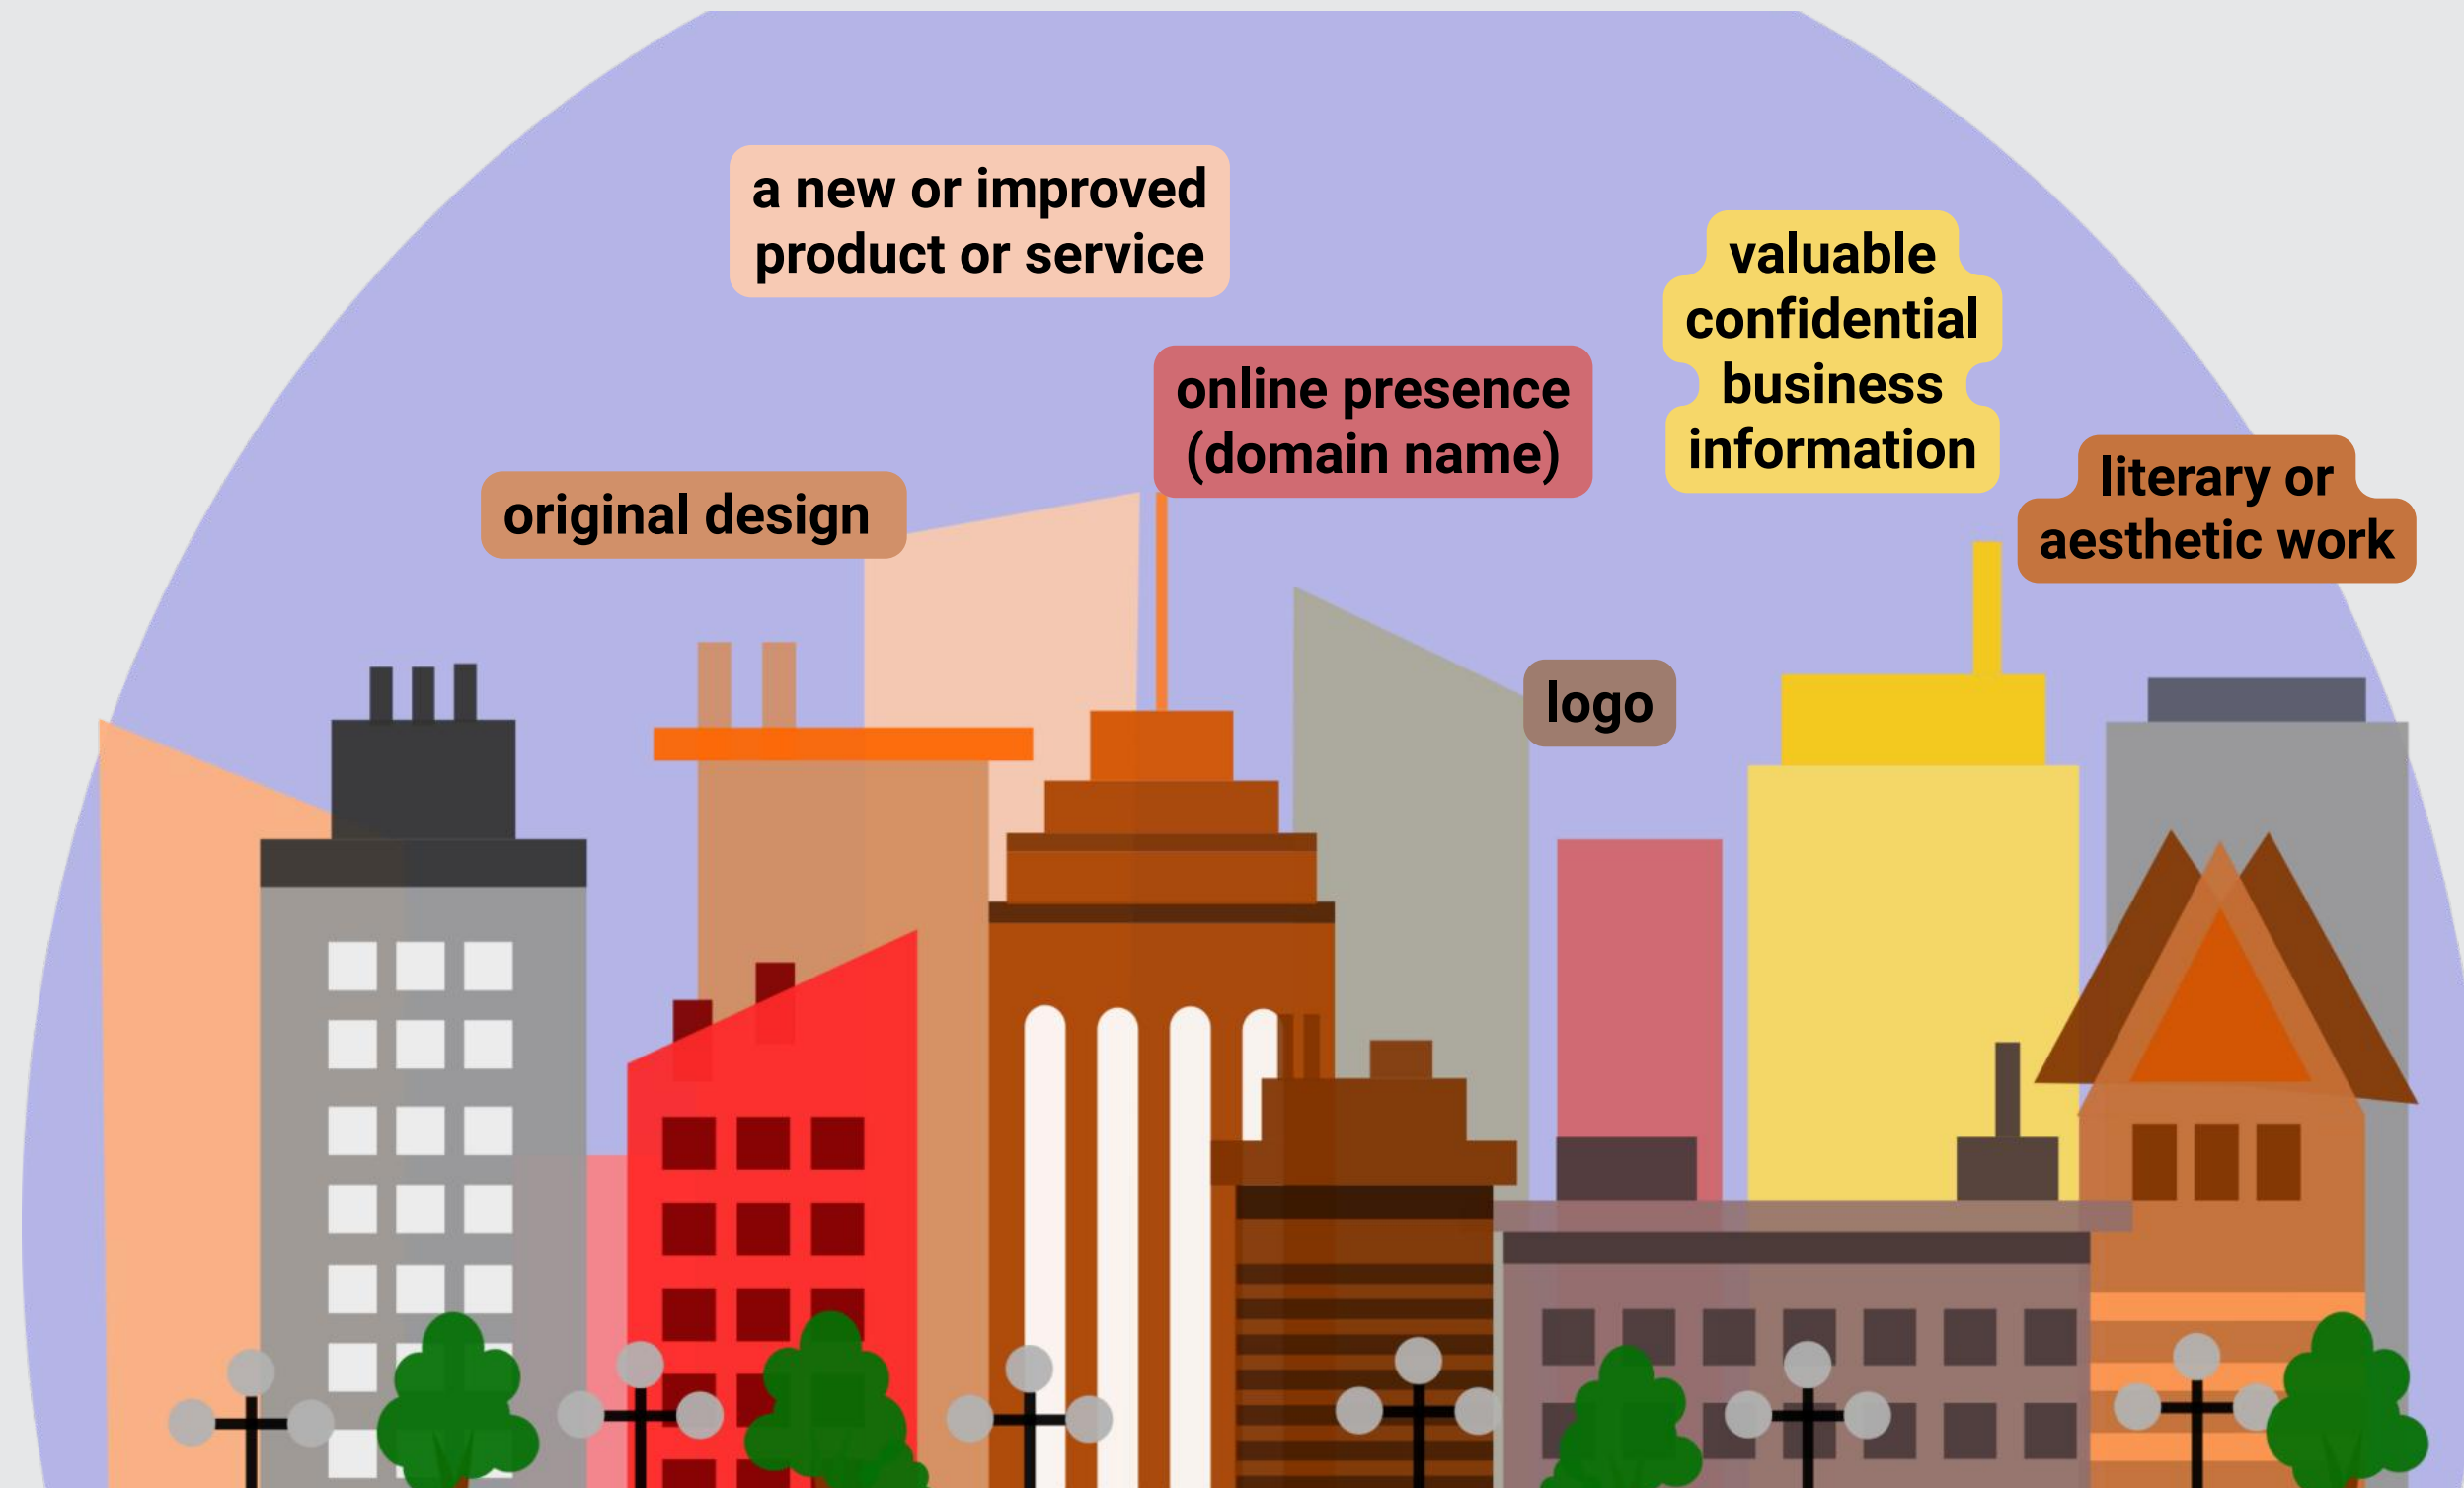 a new or improved
product or service
valuable
confidential
business
information
online presence
(domain name)
literary or
aesthetic work
original design
logo